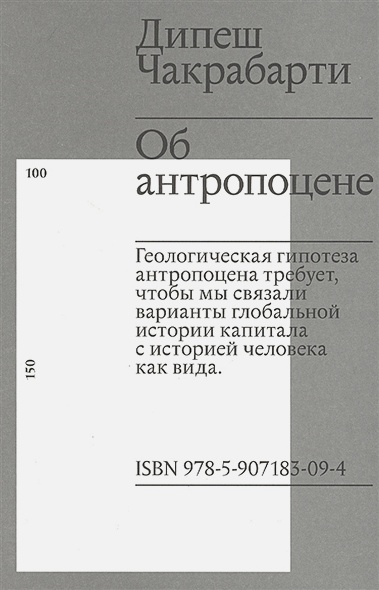 Дипеш
Чакрабарти
Об
антропоцене
100
Геологическая гипотеза
антропоцена требует,
чтобы мы связали
варианты глобальной
истории капитала
с историей человека
как вида.
150
ISBN 978-5-907183-09-4